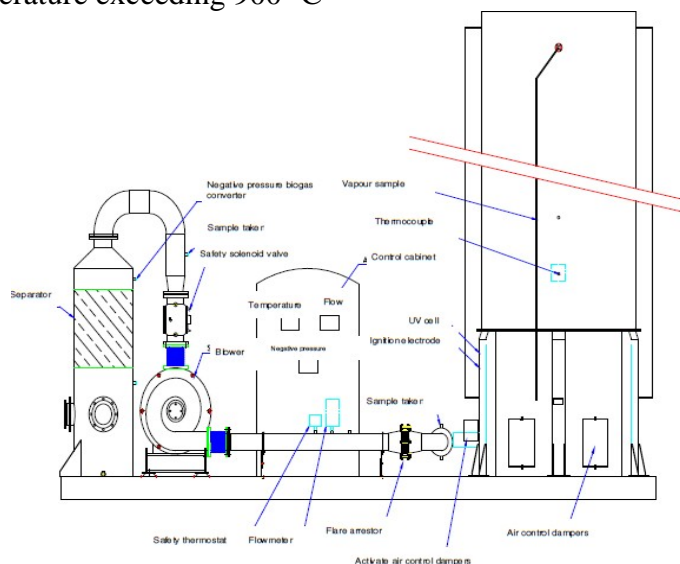 erature exceeding 900 °C
Negative pressure biogas
converter
Sample taker
Safety solenoid valve
Separator
Blower
Temperature
Flow
Negative pressure
Control cabinet
Vapour sample
Thermocouple
UV cell
Ignition electrode
Sample taker
Safety thermostat
Flowmeter
Flare arrestor
Activate air control dampers
Air control dampers